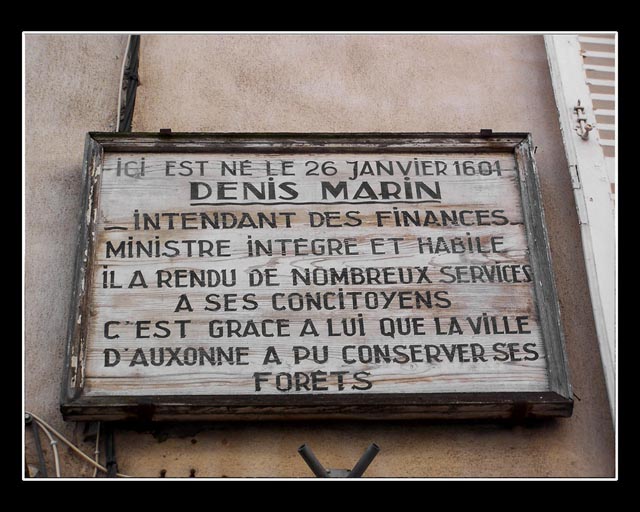 iCi EST NÉ LE 26 JANVIER 1601
DENIS MARIN
_ INTENDANT DES FINANCES_
MINISTRE INTÈGRE ET HABILE
iL A RENDU DE NOMBREUX SERVICES
A SES CONCITOYENS
C'EST GRACE A LUI QUE LA VILLE
D'AUXONNE A PU CONSERVER SES
FORÊTS